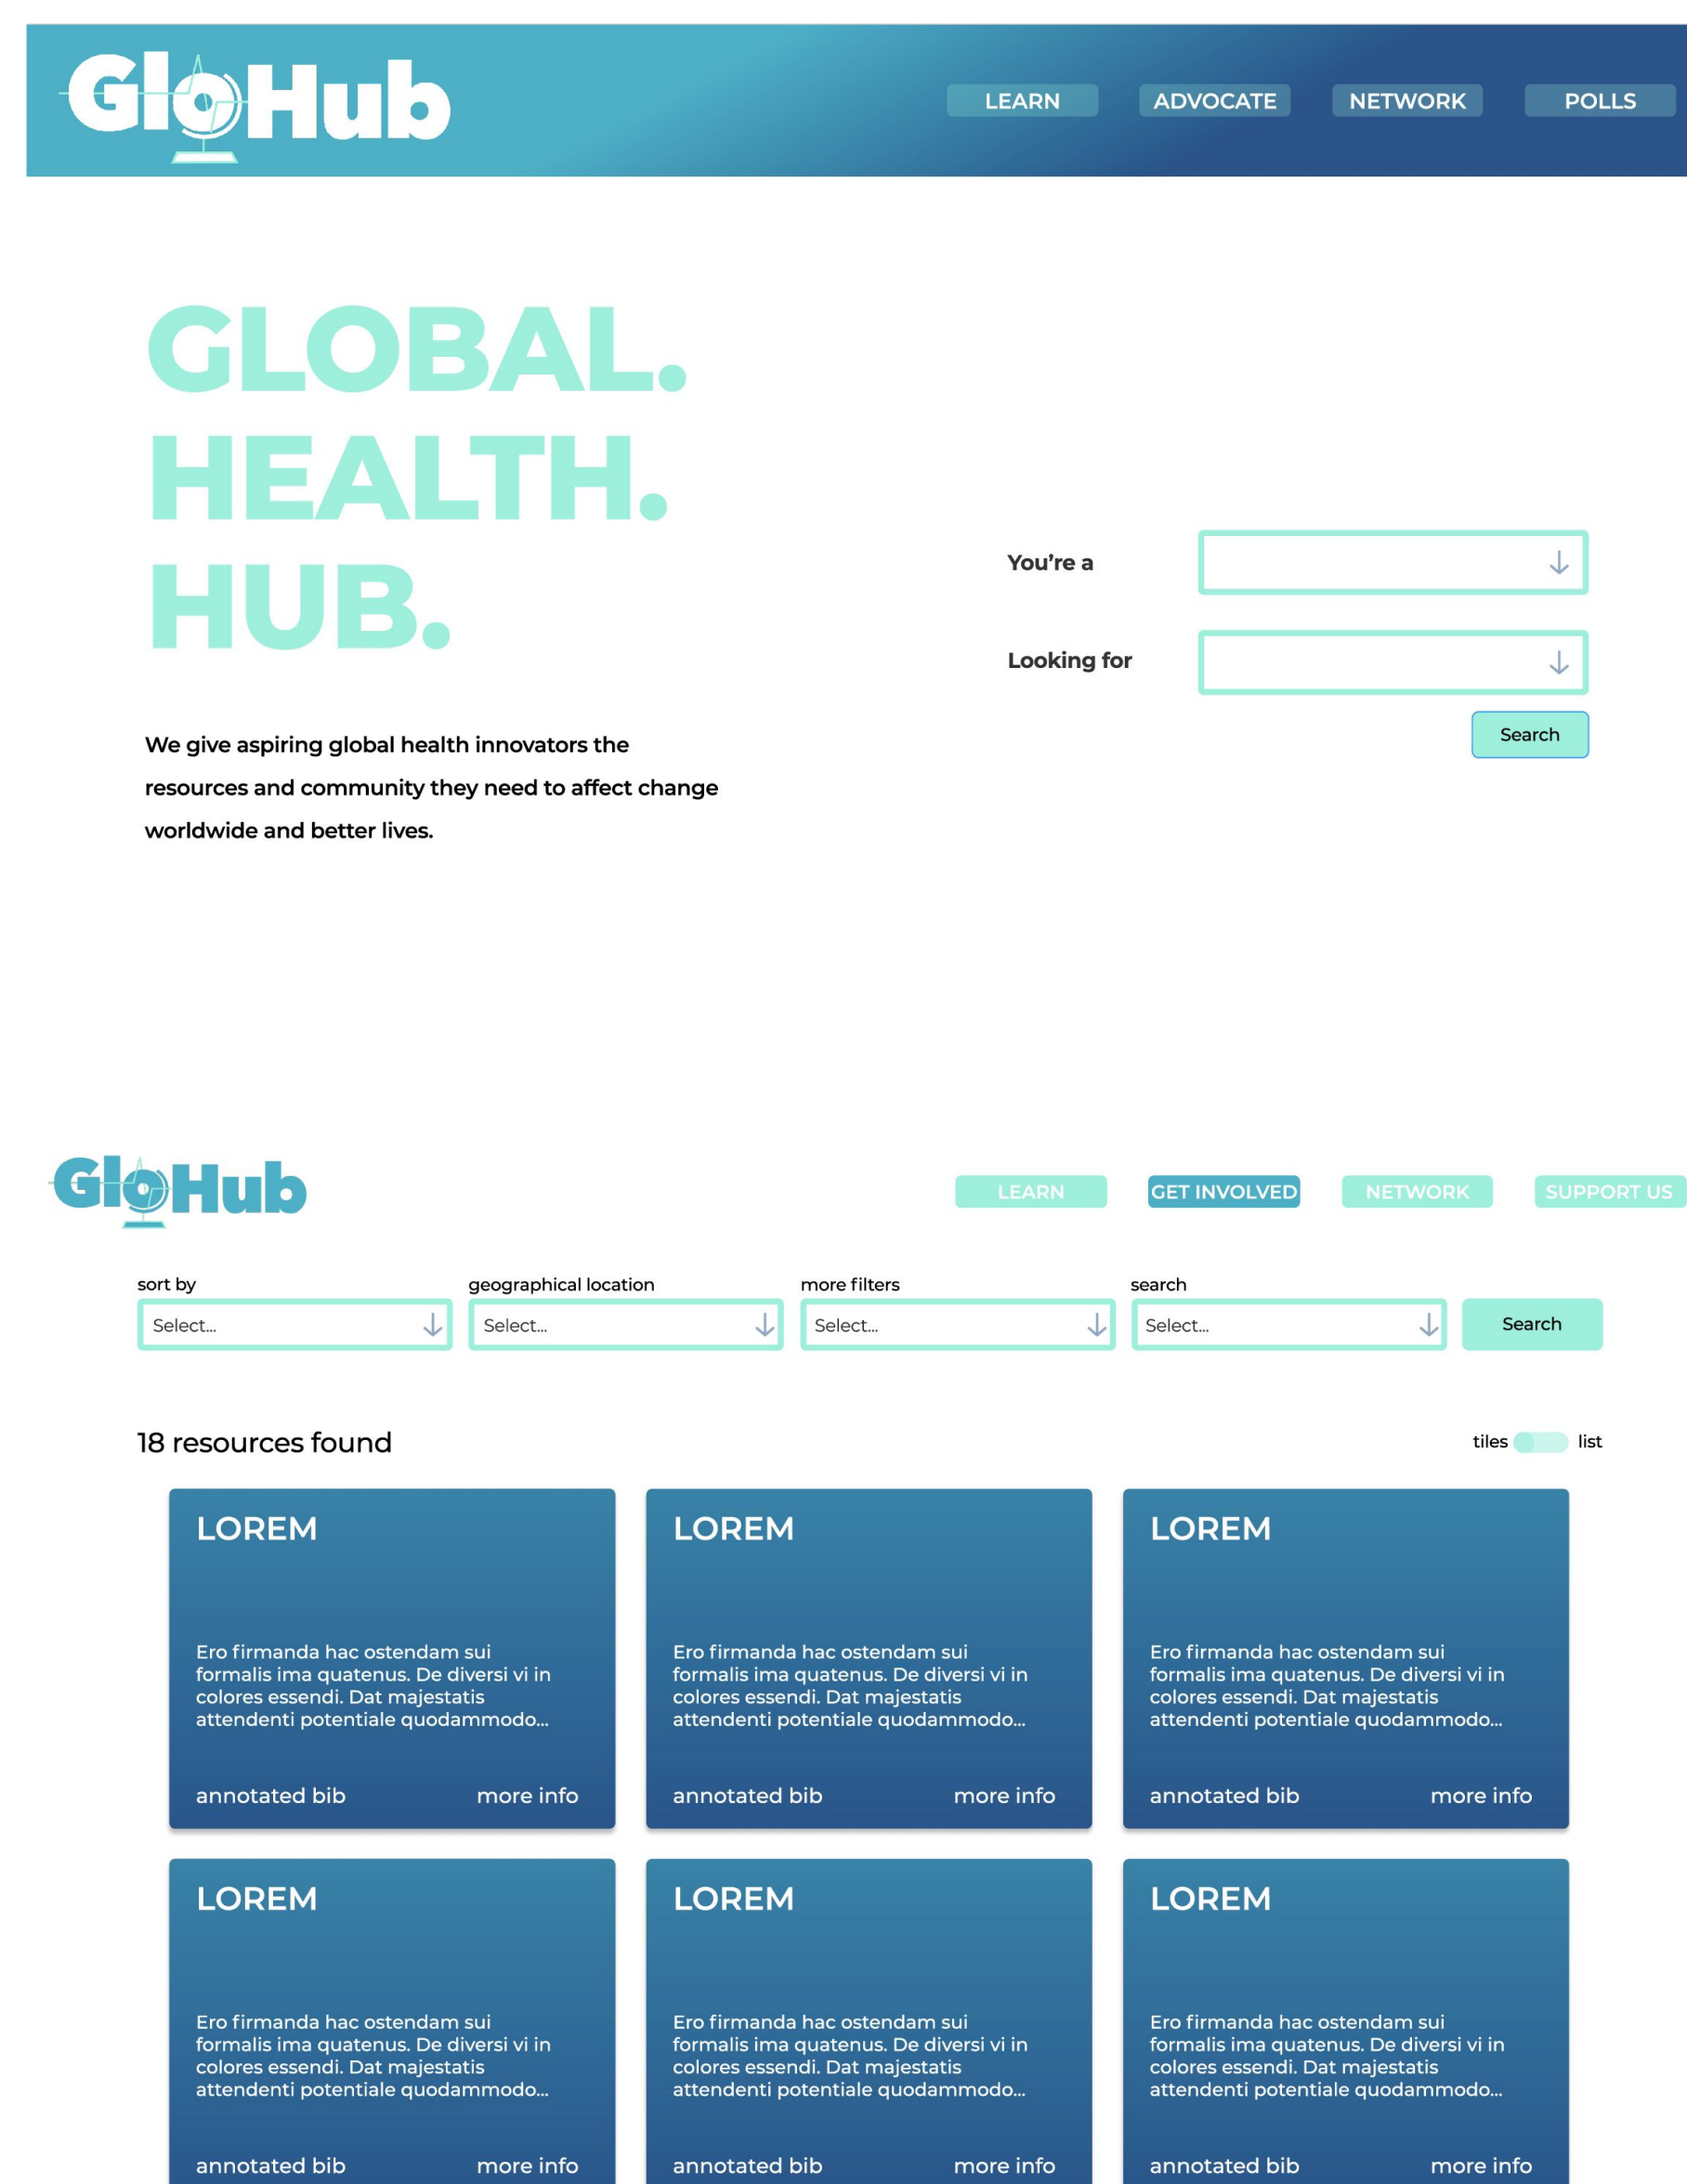 GloHub
LEARN ADVOCATE NETWORK POLLS
GLOBAL.
HEALTH.
HUB.
We give aspiring global health innovators the
resources and community they need to affect change
worldwide and better lives.
You're a
Looking for
Search
GloHub
LEARN GET INVOLVED NETWORK SUPPORT US
sort by geographical location more filters search
Select... Select... Select... Select... Search
18 resources found
tiles list
LOREM
Ero firmanda hac ostendam sui
formalis ima quatenus. De diversi vi in
colores essendi. Dat majestatis
attendenti potentiale quodammodo...
annotated bib more info
LOREM
Ero firmanda hac ostendam sui
formalis ima quatenus. De diversi vi in
colores essendi. Dat majestatis
attendenti potentiale quodammodo...
annotated bib more info
LOREM
Ero firmanda hac ostendam sui
formalis ima quatenus. De diversi vi in
colores essendi. Dat majestatis
attendenti potentiale quodammodo...
annotated bib more info
LOREM
Ero firmanda hac ostendam sui
formalis ima quatenus. De diversi vi in
colores essendi. Dat majestatis
attendenti potentiale quodammodo...
annotated bib more info
LOREM
Ero firmanda hac ostendam sui
formalis ima quatenus. De diversi vi in
colores essendi. Dat majestatis
attendenti potentiale quodammodo...
annotated bib more info
LOREM
Ero firmanda hac ostendam sui
formalis ima quatenus. De diversi vi in
colores essendi. Dat majestatis
attendenti potentiale quodammodo...
annotated bib more info